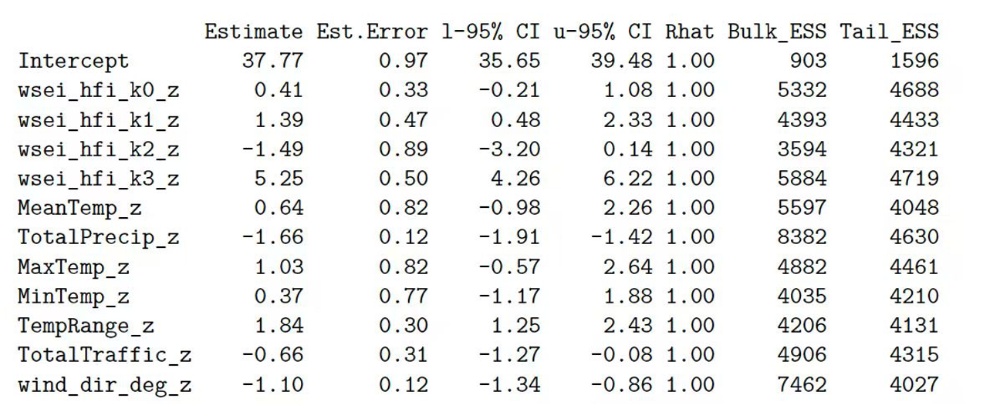 Estimate Est.Error l-95% CI u-95% CI Rhat Bulk_ESS Tail_ESS
Intercept 37.77 0.97 35.65 39.48 1.00 903 1596
wsei_hfi_k0_z 0.41 0.33 -0.21 1.08 1.00 5332 4688
wsei_hfi_k1_z 1.39 0.47 0.48 2.33 1.00 4393 4433
wsei_hfi_k2_z -1.49 0.89 -3.20 0.14 1.00 3594 4321
wsei_hfi_k3_z 5.25 0.50 4.26 6.22 1.00 5884 4719
MeanTemp_z 0.64 0.82 -0.98 2.26 1.00 5597 4048
TotalPrecip_z -1.66 0.12 -1.91 -1.42 1.00 8382 4630
MaxTemp_z 1.03 0.82 -0.57 2.64 1.00 4882 4461
MinTemp_z 0.37 0.77 -1.17 1.88 1.00 4035 4210
TempRange_z 1.84 0.30 1.25 2.43 1.00 4206 4131
TotalTraffic_z -0.66 0.31 -1.27 -0.08 1.00 4906 4315
wind_dir_deg_z -1.10 0.12 -1.34 -0.86 1.00 7462 4027